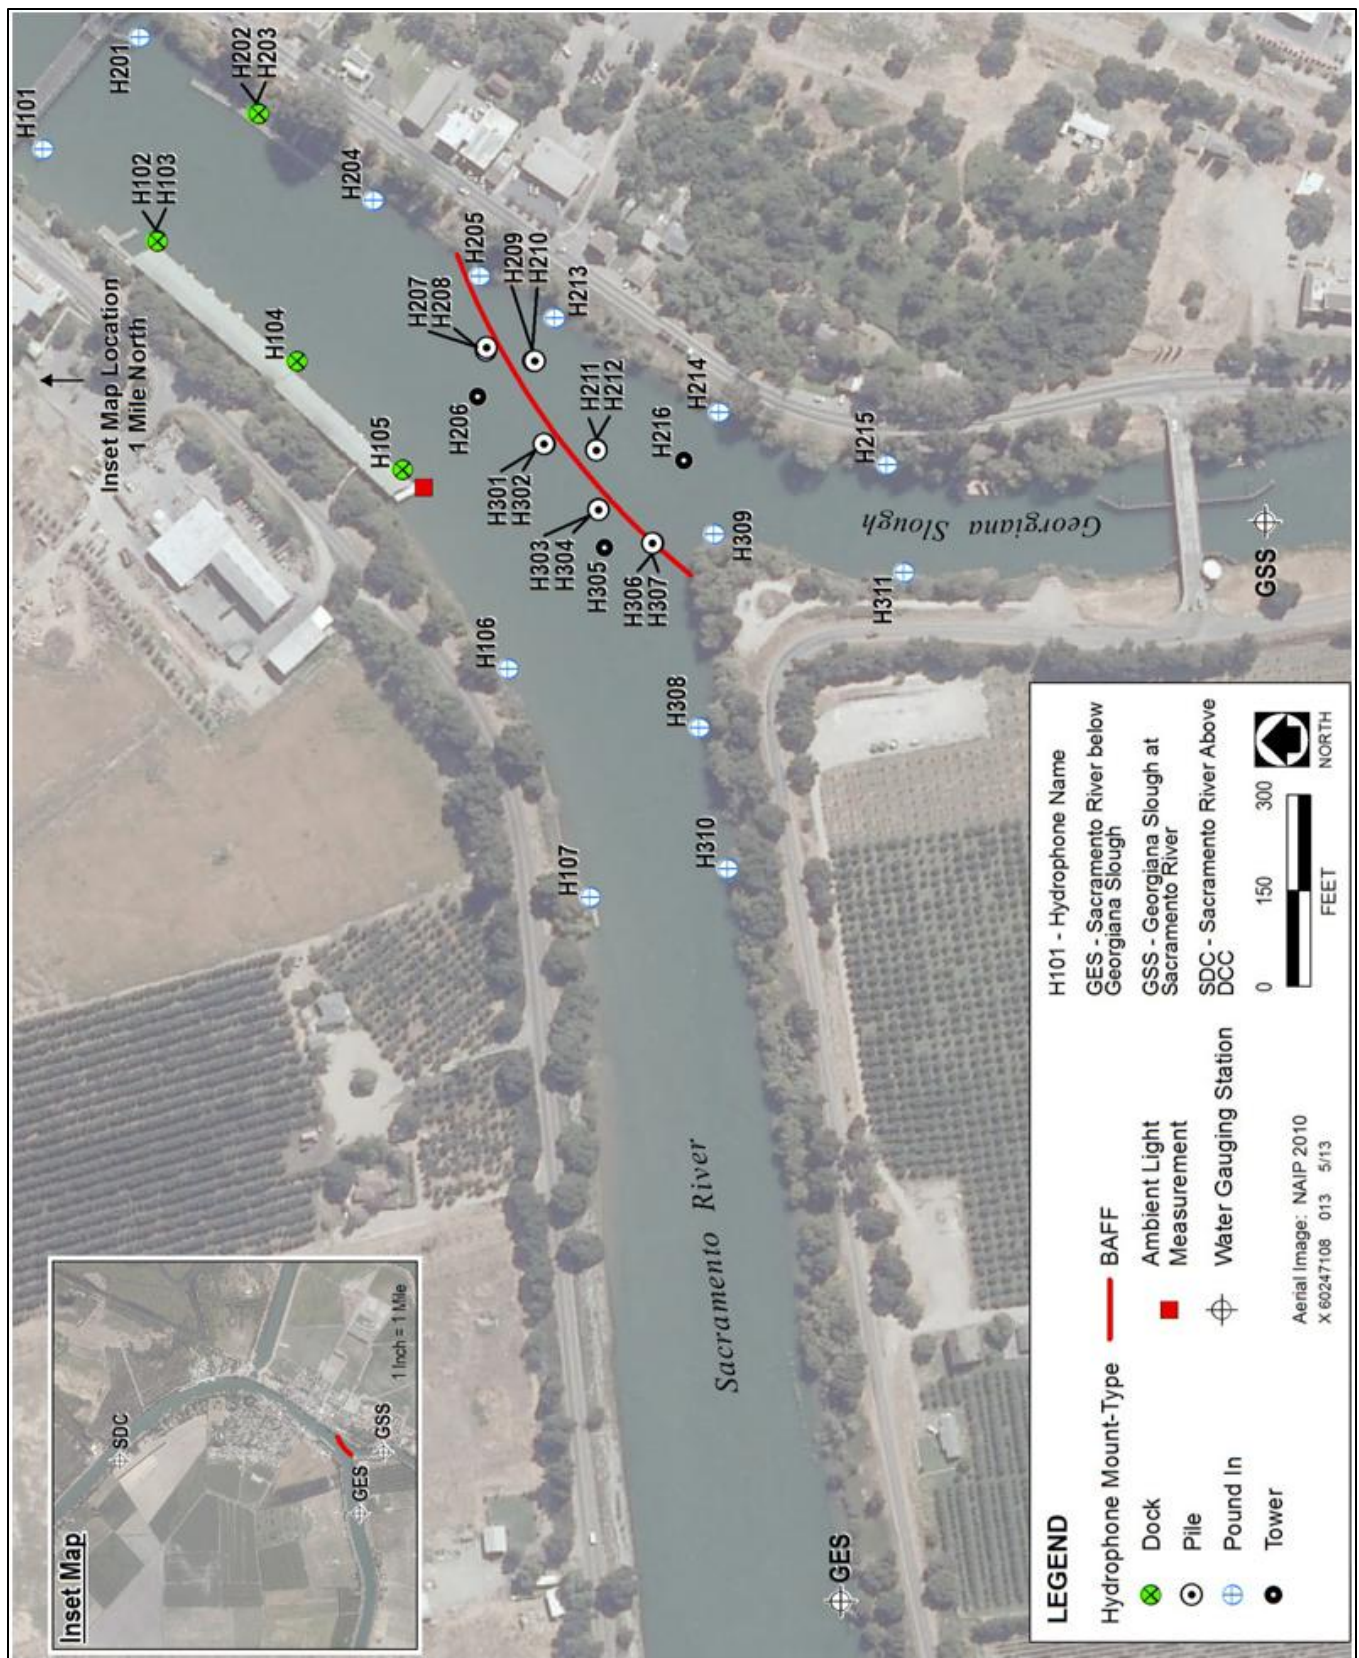 H101
H201
H202
H203
H102
H103
H204
Inset Map Location
1 Mile North
H104
H205
H207
H208
H209
H210
H213
H105
H206
H211
H212
H214
H301
H302
H216
H215
H303
H304
H305
H306
H307
H309
H311
Georgiana Slough
GSS
H106
H308
H107
H310
Sacramento River
GES
Inset Map
SDC
GES
GSS
1 Inch = 1 Mile
LEGEND
Hydrophone Mount-Type
Dock
Pile
Pound In
Tower
BAFF
Ambient Light
Measurement
Water Gauging Station
H101 - Hydrophone Name
GES - Sacramento River below
Georgiana Slough
GSS - Georgiana Slough at
Sacramento River
SDC - Sacramento River Above
DCC
0 150 300
FEET
NORTH
Aerial Image: NAIP 2010
X 60247108 013 5/13